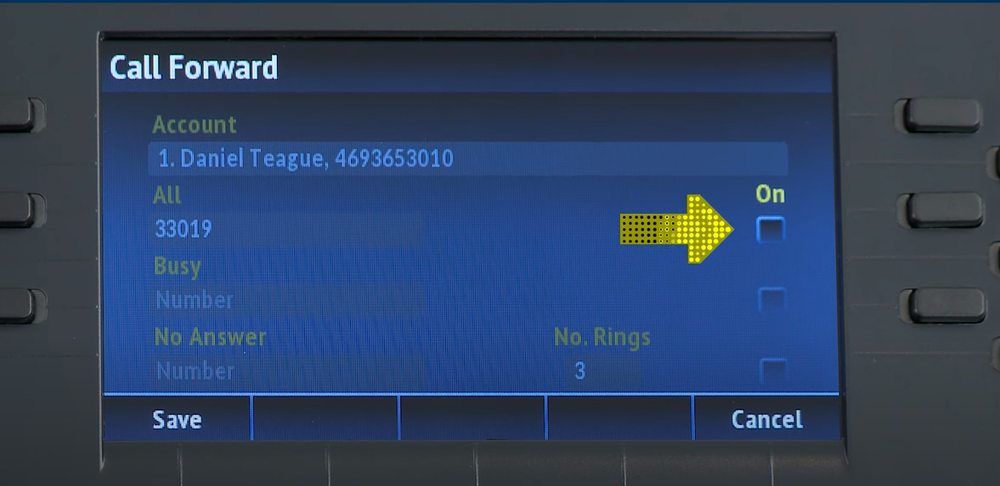 Call Forward
Account
1. Daniel Teague, 4693653010
All
On
33019
Busy
Number
No Answer
No. Rings
Number
3
Save
Cancel